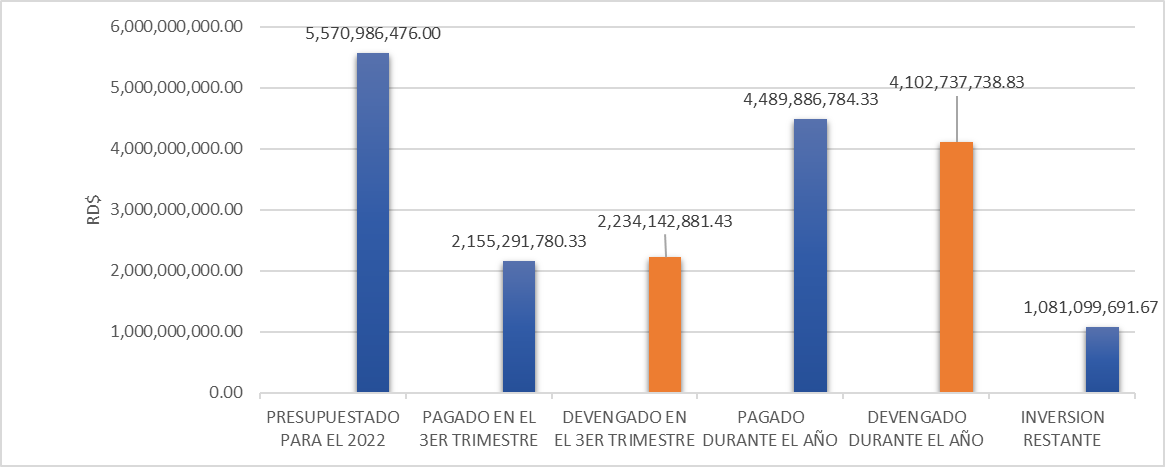 6,000,000,000.00
5,000,000,000.00
4,000,000,000.00
3,000,000,000.00
2,000,000,000.00
1,000,000,000.00
0.00
RD$
5,570,986,476.00
2,155,291,780.33
2,234,142,881.43
4,489,886,784.33
4,102,737,738.83
1,081,099,691.67
PRESUPUESTADO
PARA EL 2022
PAGADO EN EL
3ER TRIMESTRE
DEVENGADO EN
EL 3ER TRIMESTRE
PAGADO
DURANTE EL AÑO
DEVENGADO
DURANTE EL AÑO
INVERSION
RESTANTE